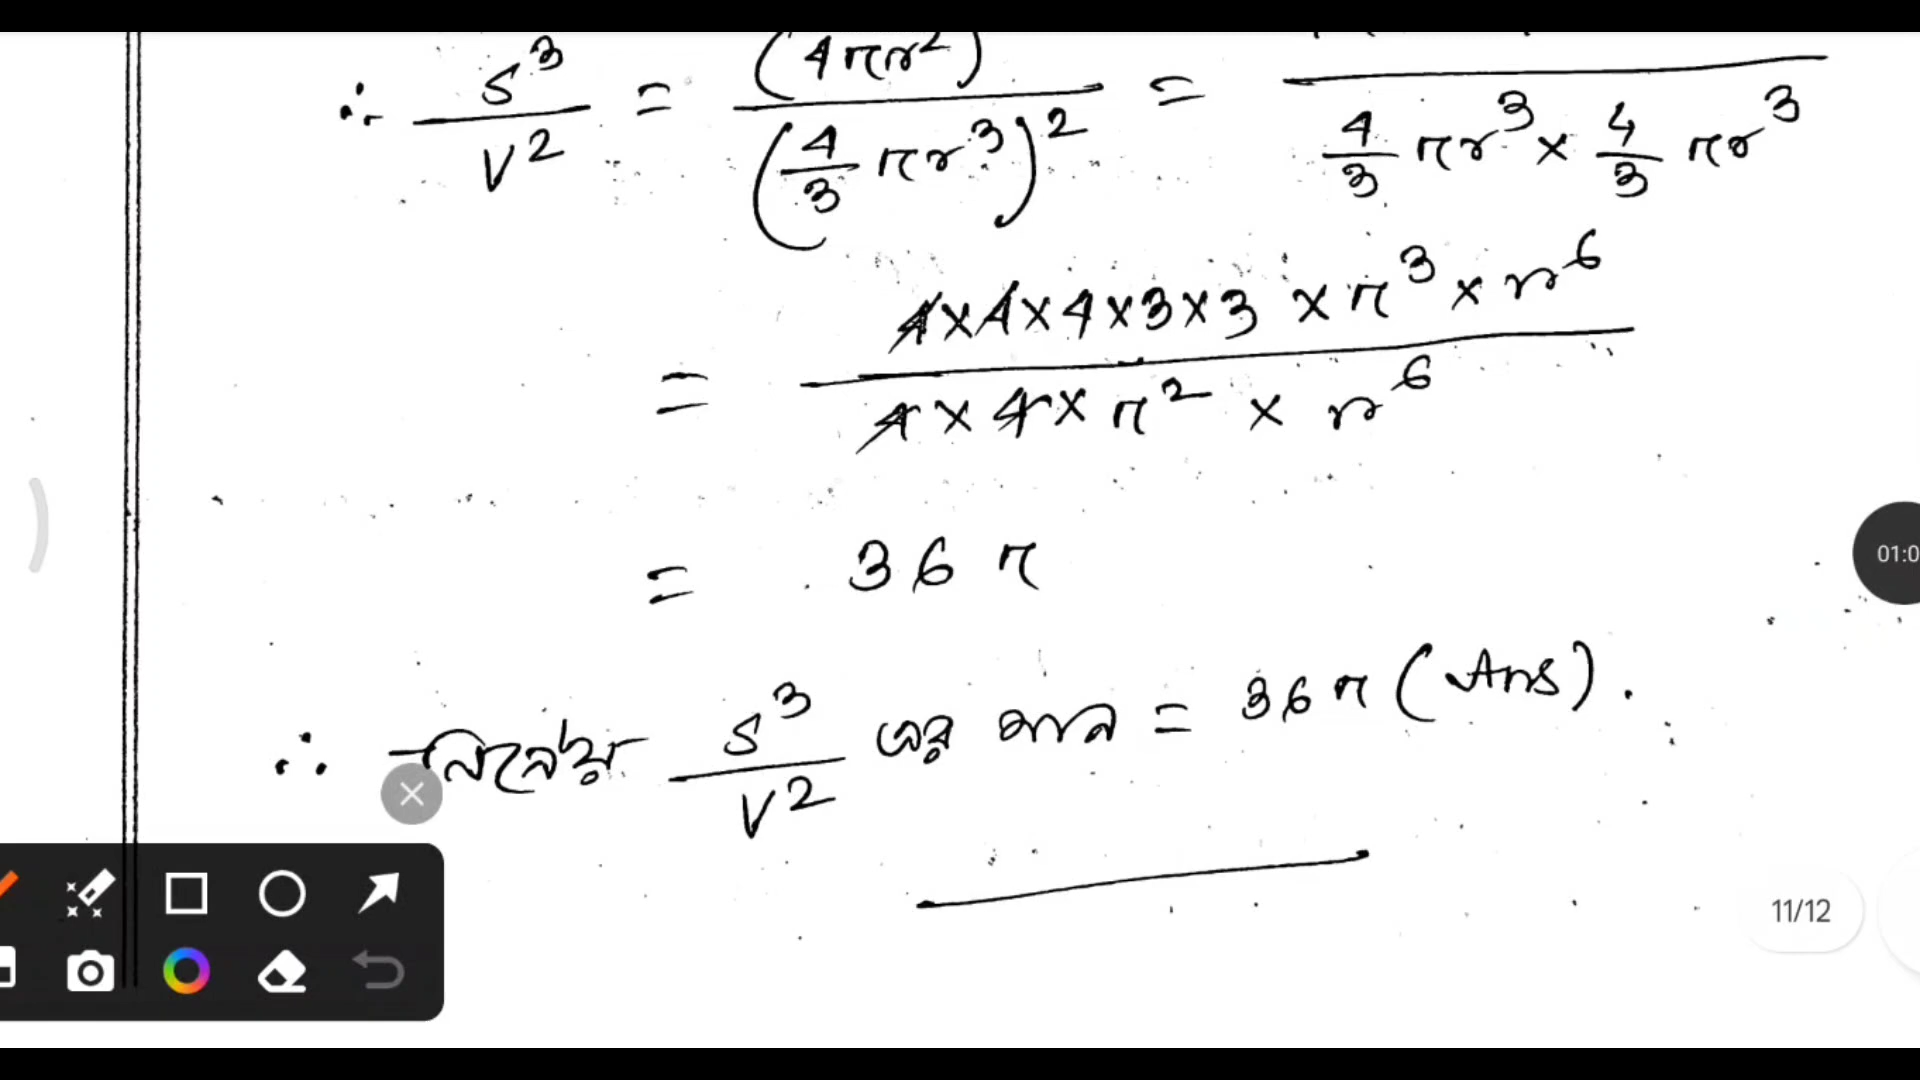 ∴ S³/V² = (4πr²)/(4/3 πr³)² = /4/3 πr³ × 4/3 πr³
= 4×4×4×3×3×π³×r⁶/4×4×π²×r⁶
= 36π
∴ নির্ণেয় S³/V² এর মান = 36π (Ans).
01:0
11/12